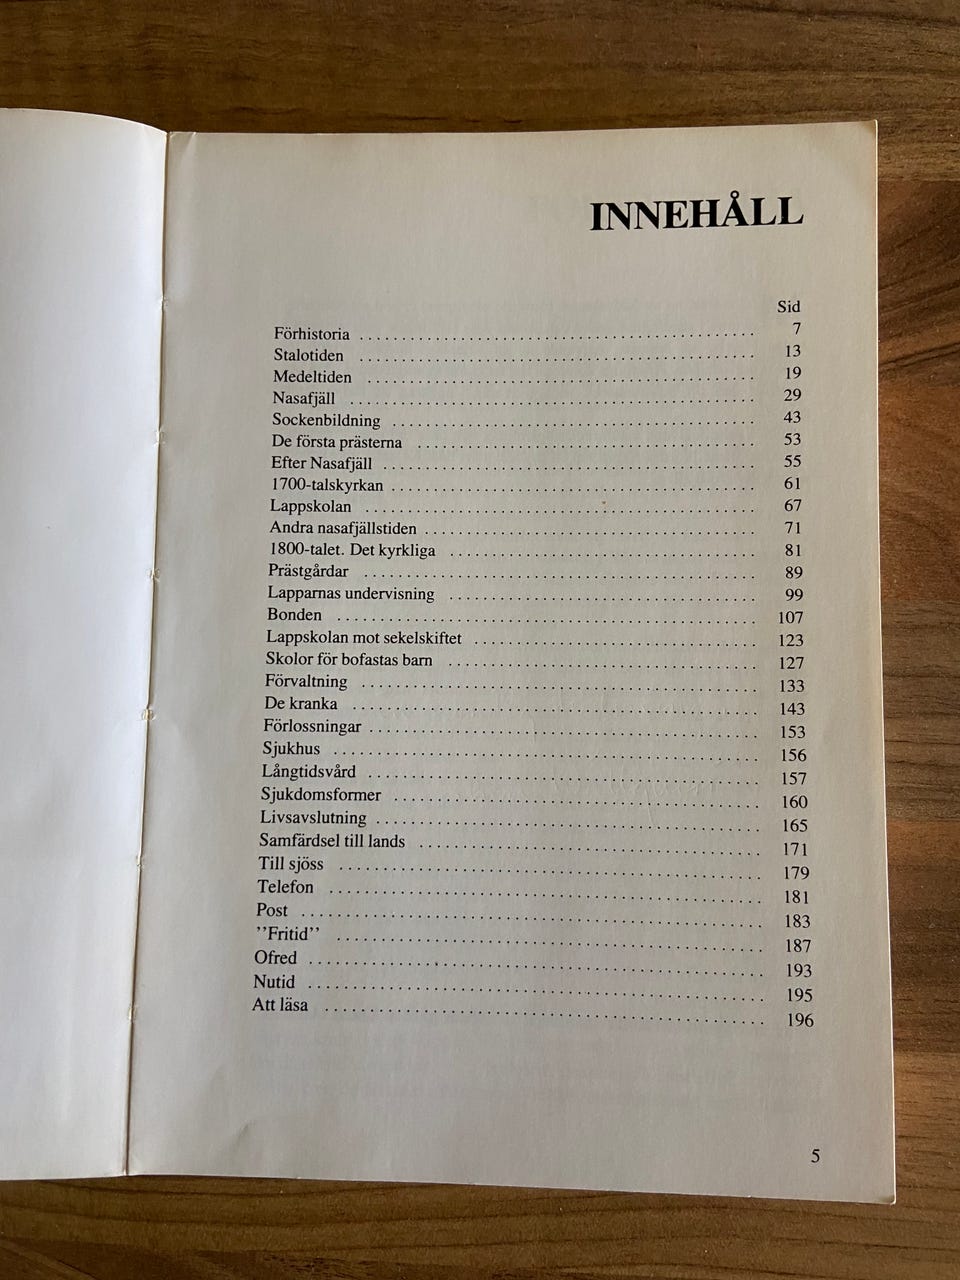 INNEHÅLL
Sid
Förhistoria 7
Stalotiden 13
Medeltiden 19
Nasafjäll 29
Sockenbildning 43
De första prästerna 53
Efter Nasafjäll 55
1700-talskyrkan 61
Lappskolan 67
Andra nasafjällstiden 71
1800-talet. Det kyrkliga 81
Prästgårdar 89
Lapparnas undervisning 99
Bonden 107
Lappskolan mot sekelskiftet 123
Skolor för bofastas barn 127
Förvaltning 133
De kranka 143
Förlossningar 153
Sjukhus 156
Långtidsvård 157
Sjukdomsformer 160
Livsavslutning 165
Samfärdsel till lands 171
Till sjöss 179
Telefon 181
Post 183
''Fritid'' 187
Ofred 193
Nutid 195
Att läsa 196
5